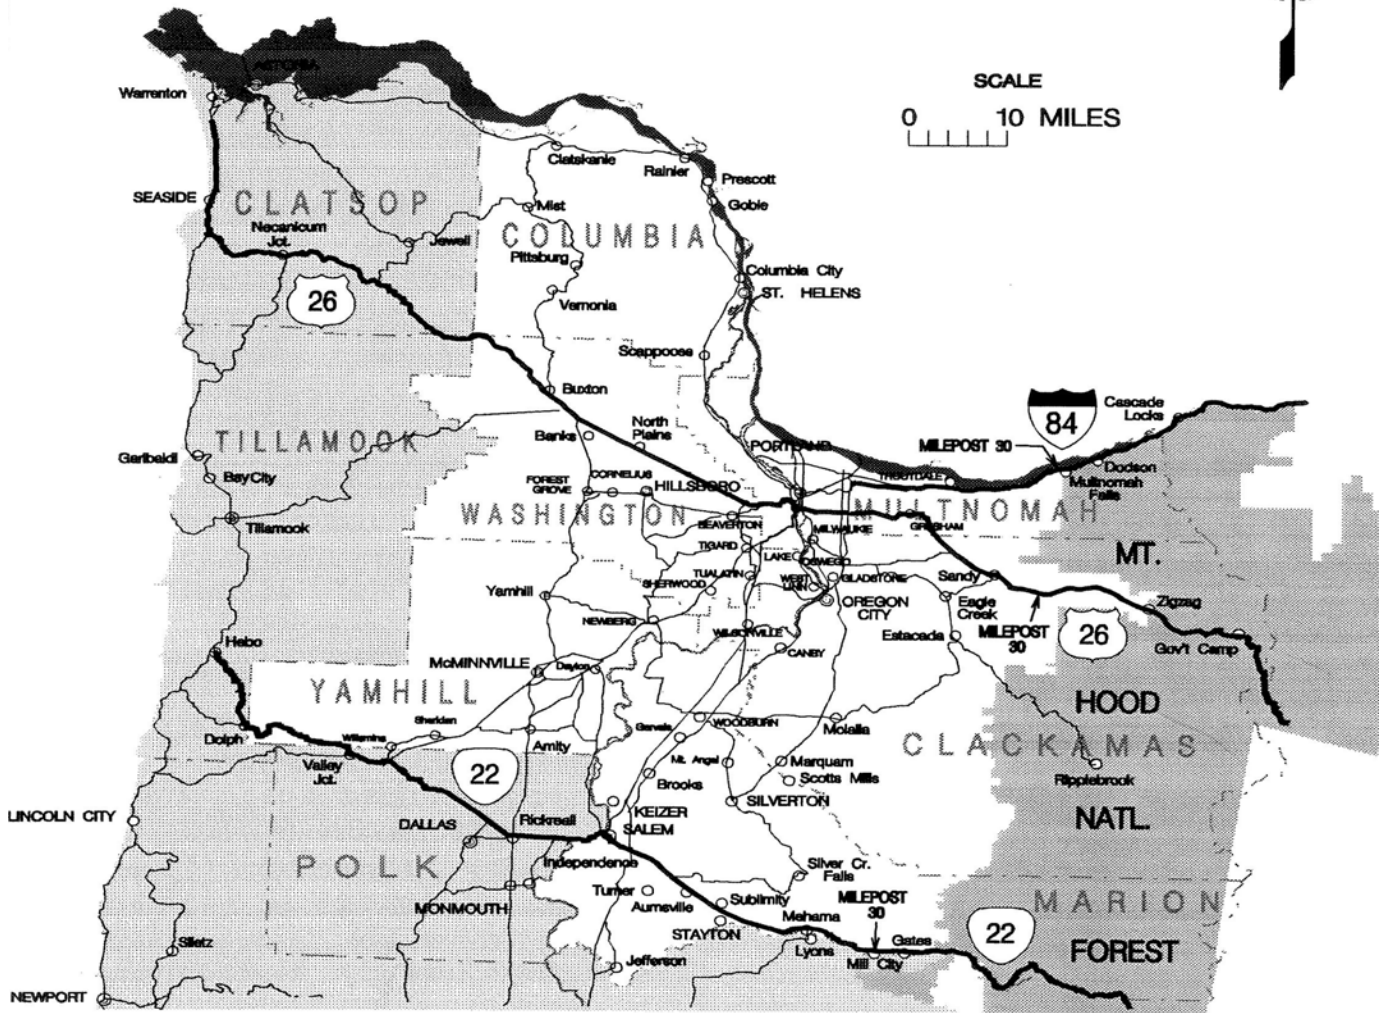 SCALE
0 10 MILES
ASTORIA
Warrenton
Clatskanie
Rainier
Prescott
SEASIDE
CLATSOP
Goble
Necanicum
Jct.
Mist
Jewell
COLUMBIA
Pittsburg
Columbia City
26
Vernonia
ST. HELENS
Scappoose
Buxton
Cascade
Locks
84
North
Plains
Banks
TILLAMOOK
PORTLAND
MILEPOST 30
Garibaldi
Dodson
Bay City
CORNELIUS
FOREST
GROVE
HILLSBORO
TROUTDALE
Multnomah
Falls
WASHINGTON
MULTNOMAH
Tillamook
BEAVERTON
MILWAUKIE
GRESHAM
TIGARD
LAKE
OSWEGO
MT.
TUALATIN
SHERWOOD
WEST
LINN
GLADSTONE
Sandy
Yamhill
OREGON
CITY
Eagle
Creek
Zigzag
NEWBERG
WILSONVILLE
Estacada
MILEPOST
30
26
Hebo
CANBY
Gov't Camp
McMINNVILLE
Dayton
YAMHILL
HOOD
Sheridan
Gervais
WOODBURN
Molalla
Dolph
Willamina
Amity
CLACKAMAS
Valley
Jct.
22
Mt. Angel
Marquam
Brooks
Scotts Mills
Ripplebrook
LINCOLN CITY
KEIZER
SILVERTON
NATL.
DALLAS
Rickreall
SALEM
POLK
Independence
Silver Cr.
Falls
Turner
Aumsville
Sublimity
MILEPOST
30
MARION
MONMOUTH
STAYTON
Mehama
22
FOREST
Siletz
Lyons
Gates
Mill City
Jefferson
NEWPORT